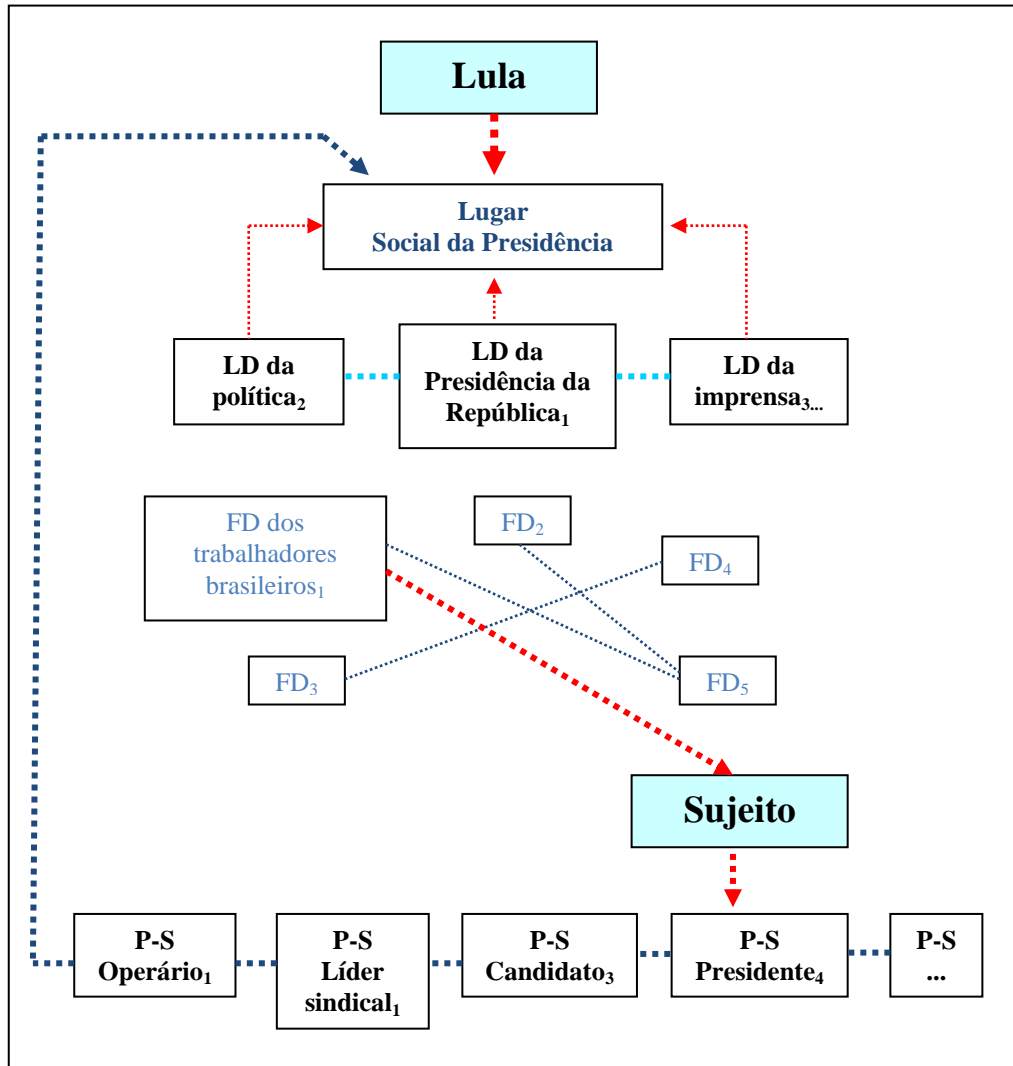 Lula
Lugar
Social da Presidência
LD da
política₂
LD da
Presidência da
República₁
LD da
imprensa₃...
FD dos
trabalhadores
brasileiros₁
FD₂
FD₄
FD₃
FD₅
Sujeito
P-S
Operário₁
P-S
Líder
sindical₁
P-S
Candidato₃
P-S
Presidente₄
P-S
...